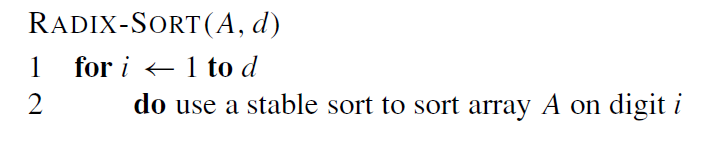 RADIX-SORT(A, d)
1 for i ← 1 to d
2 do use a stable sort to sort array A on digit i